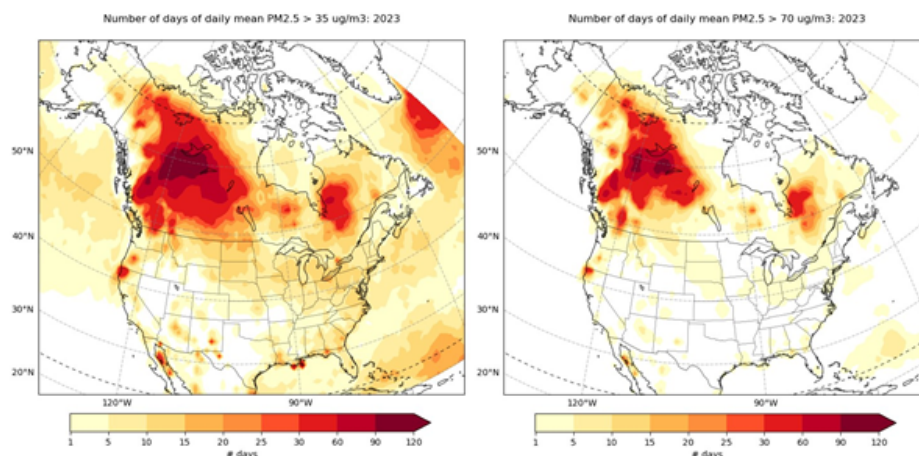 Number of days of daily mean PM2.5 > 35 ug/m3: 2023
50°N
40°N
30°N
20°N
120°W 90°W
1 5 10 15 20 25 30 60 90 120
# days
Number of days of daily mean PM2.5 > 70 ug/m3: 2023
50°N
40°N
30°N
20°N
120°W 90°W
1 5 10 15 20 25 30 60 90 120
# days